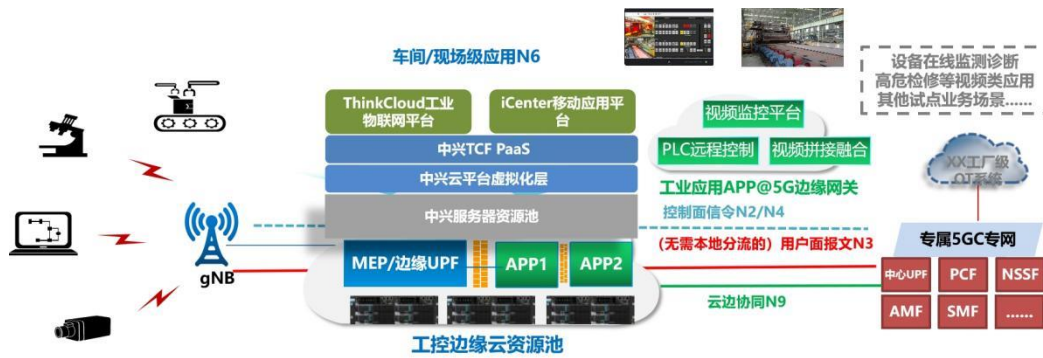 车间/现场级应用N6
设备在线监测诊断
高危检修等视频类应用
其他试点业务场景......
ThinkCloud工业
物联网平台
iCenter移动应用平
台
视频监控平台
PLC远程控制
视频拼接融合
中兴TCF PaaS
中兴云平台虚拟化层
中兴服务器资源池
工业应用APP@5G边缘网关
XX工厂级
OT系统
控制面信令N2/N4
(无需本地分流的)用户面报文N3
专属5GC专网
gNB
MEP/边缘UPF
APP1
APP2
云边协同N9
中心UPF
PCF
NSSF
AMF
SMF
......
工控边缘云资源池